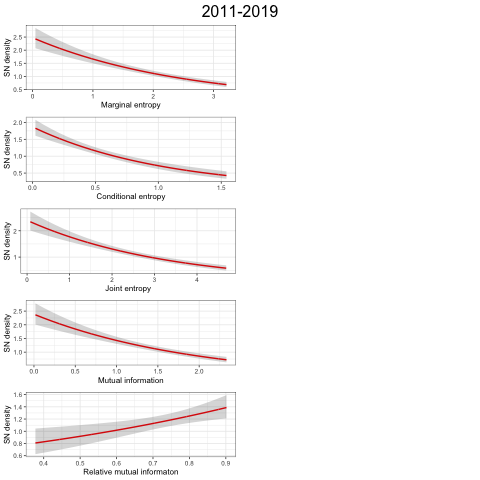 2011-2019
SN density
2.5
2.0
1.5
1.0
0.5
0 1 2 3
Marginal entropy
SN density
2.0
1.5
1.0
0.5
0.0 0.5 1.0 1.5
Conditional entropy
SN density
2
1
0 1 2 3 4
Joint entropy
SN density
2.5
2.0
1.5
1.0
0.0 0.5 1.0 1.5 2.0
Mutual information
SN density
1.6
1.4
1.2
1.0
0.8
0.6
0.4 0.5 0.6 0.7 0.8 0.9
Relative mutual informaton